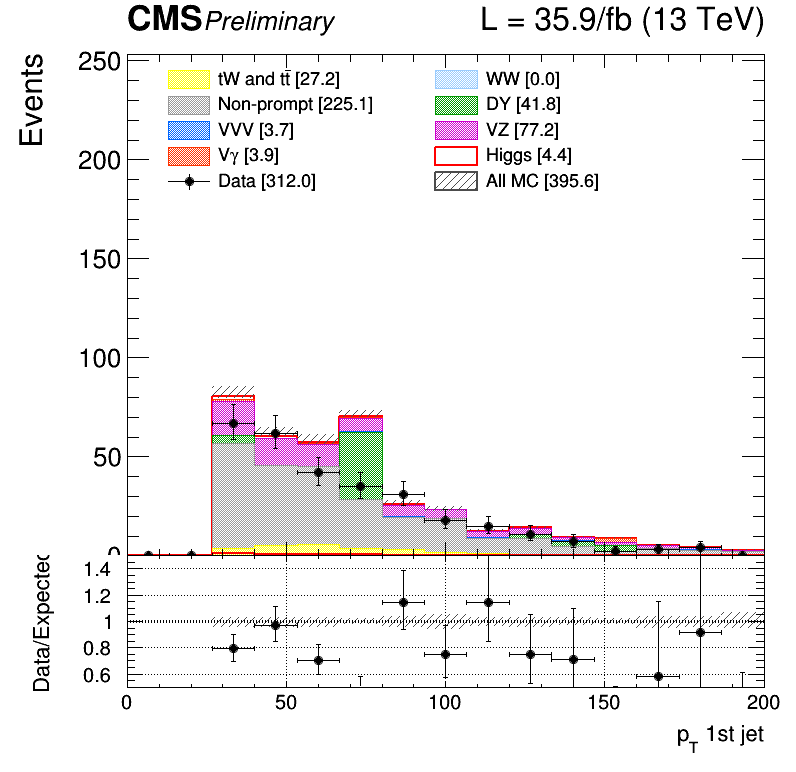 CMS Preliminary L = 35.9/fb (13 TeV)
Events
250
200
150
100
50
0
tW and tt̄ [27.2]
Non-prompt [225.1]
VVV [3.7]
Vγ [3.9]
Data [312.0]
WW [0.0]
DY [41.8]
VZ [77.2]
Higgs [4.4]
All MC [395.6]
Data/Expected
1.4
1.2
1
0.8
0.6
0 50 100 150 200
p_T 1st jet